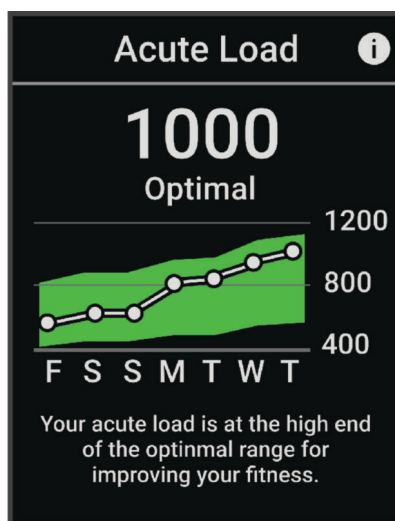 Acute Load i
1000
Optimal
1200
800
400
F S S M T W T
Your acute load is at the high end
of the optinmal range for
improving your fitness.